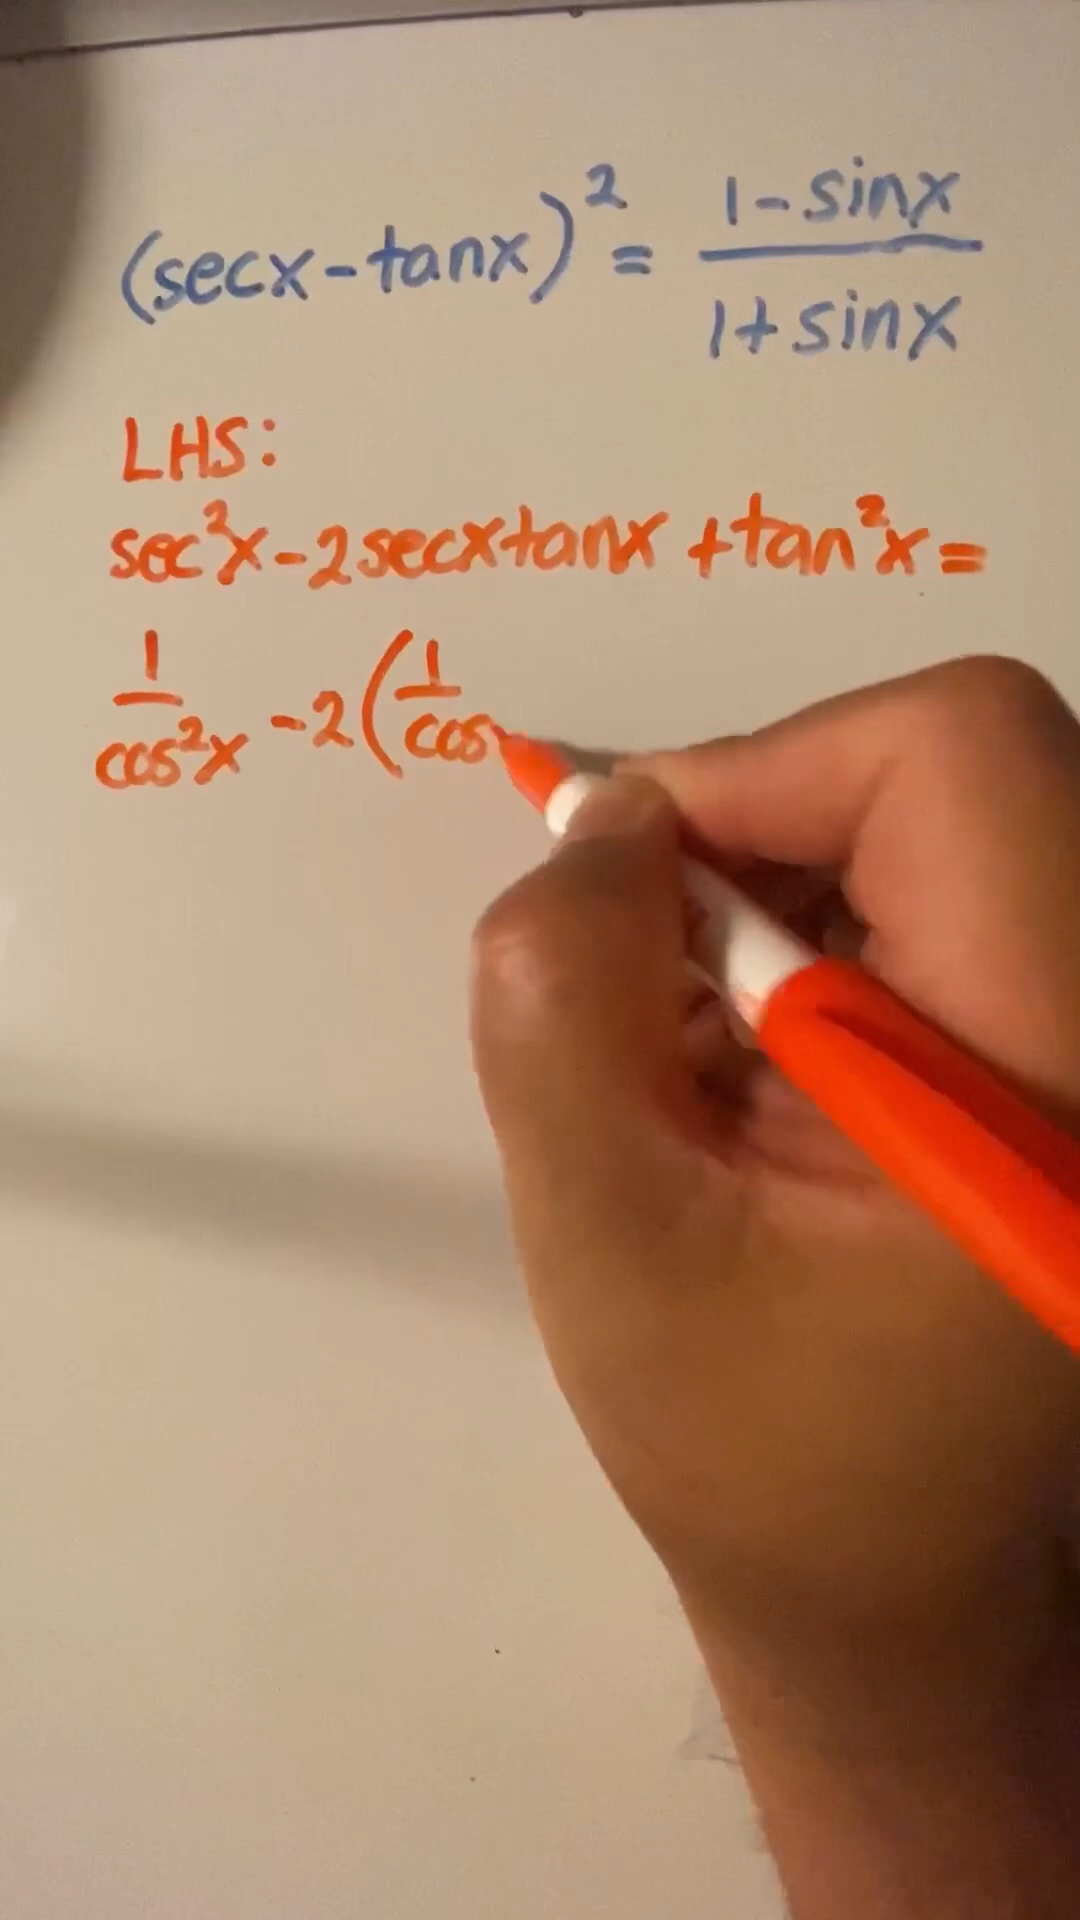 (secx-tanx)² = 1-sinx / 1+sinx
LHS:
sec²x-2secxtanx +tan²x=
1/cos²x -2(1/cos